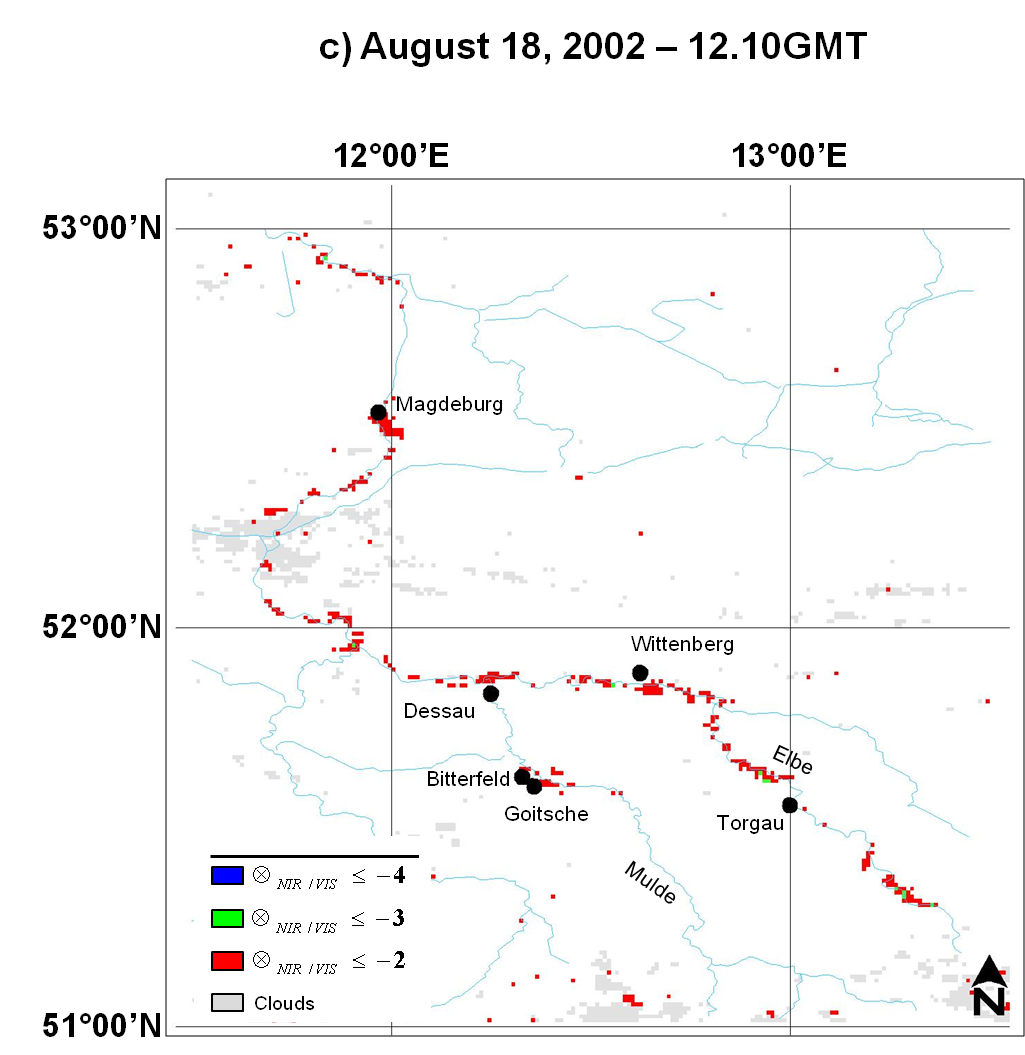 c) August 18, 2002 – 12.10GMT
12°00’E 13°00’E
53°00’N
Magdeburg
52°00’N
Wittenberg
Dessau
Elbe
Bitterfeld
Goitsche
Torgau
Mulde
⊗ NIR /VIS ≤ −4
⊗ NIR /VIS ≤ −3
⊗ NIR /VIS ≤ −2
Clouds
N
51°00’N